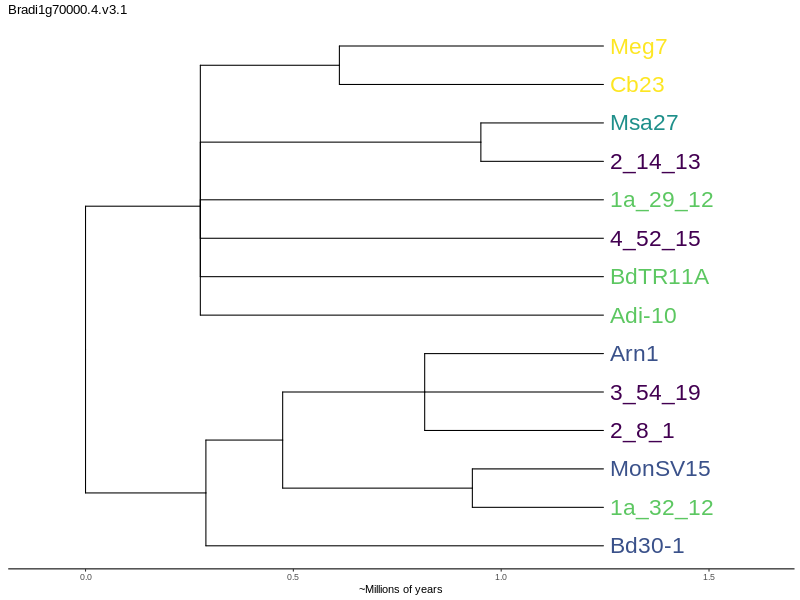 Bradi1g70000.4.v3.1
Meg7
Cb23
Msa27
2_14_13
1a_29_12
4_52_15
BdTR11A
Adi-10
Arn1
3_54_19
2_8_1
MonSV15
1a_32_12
Bd30-1
0.0 0.5 1.0 1.5
~Millions of years